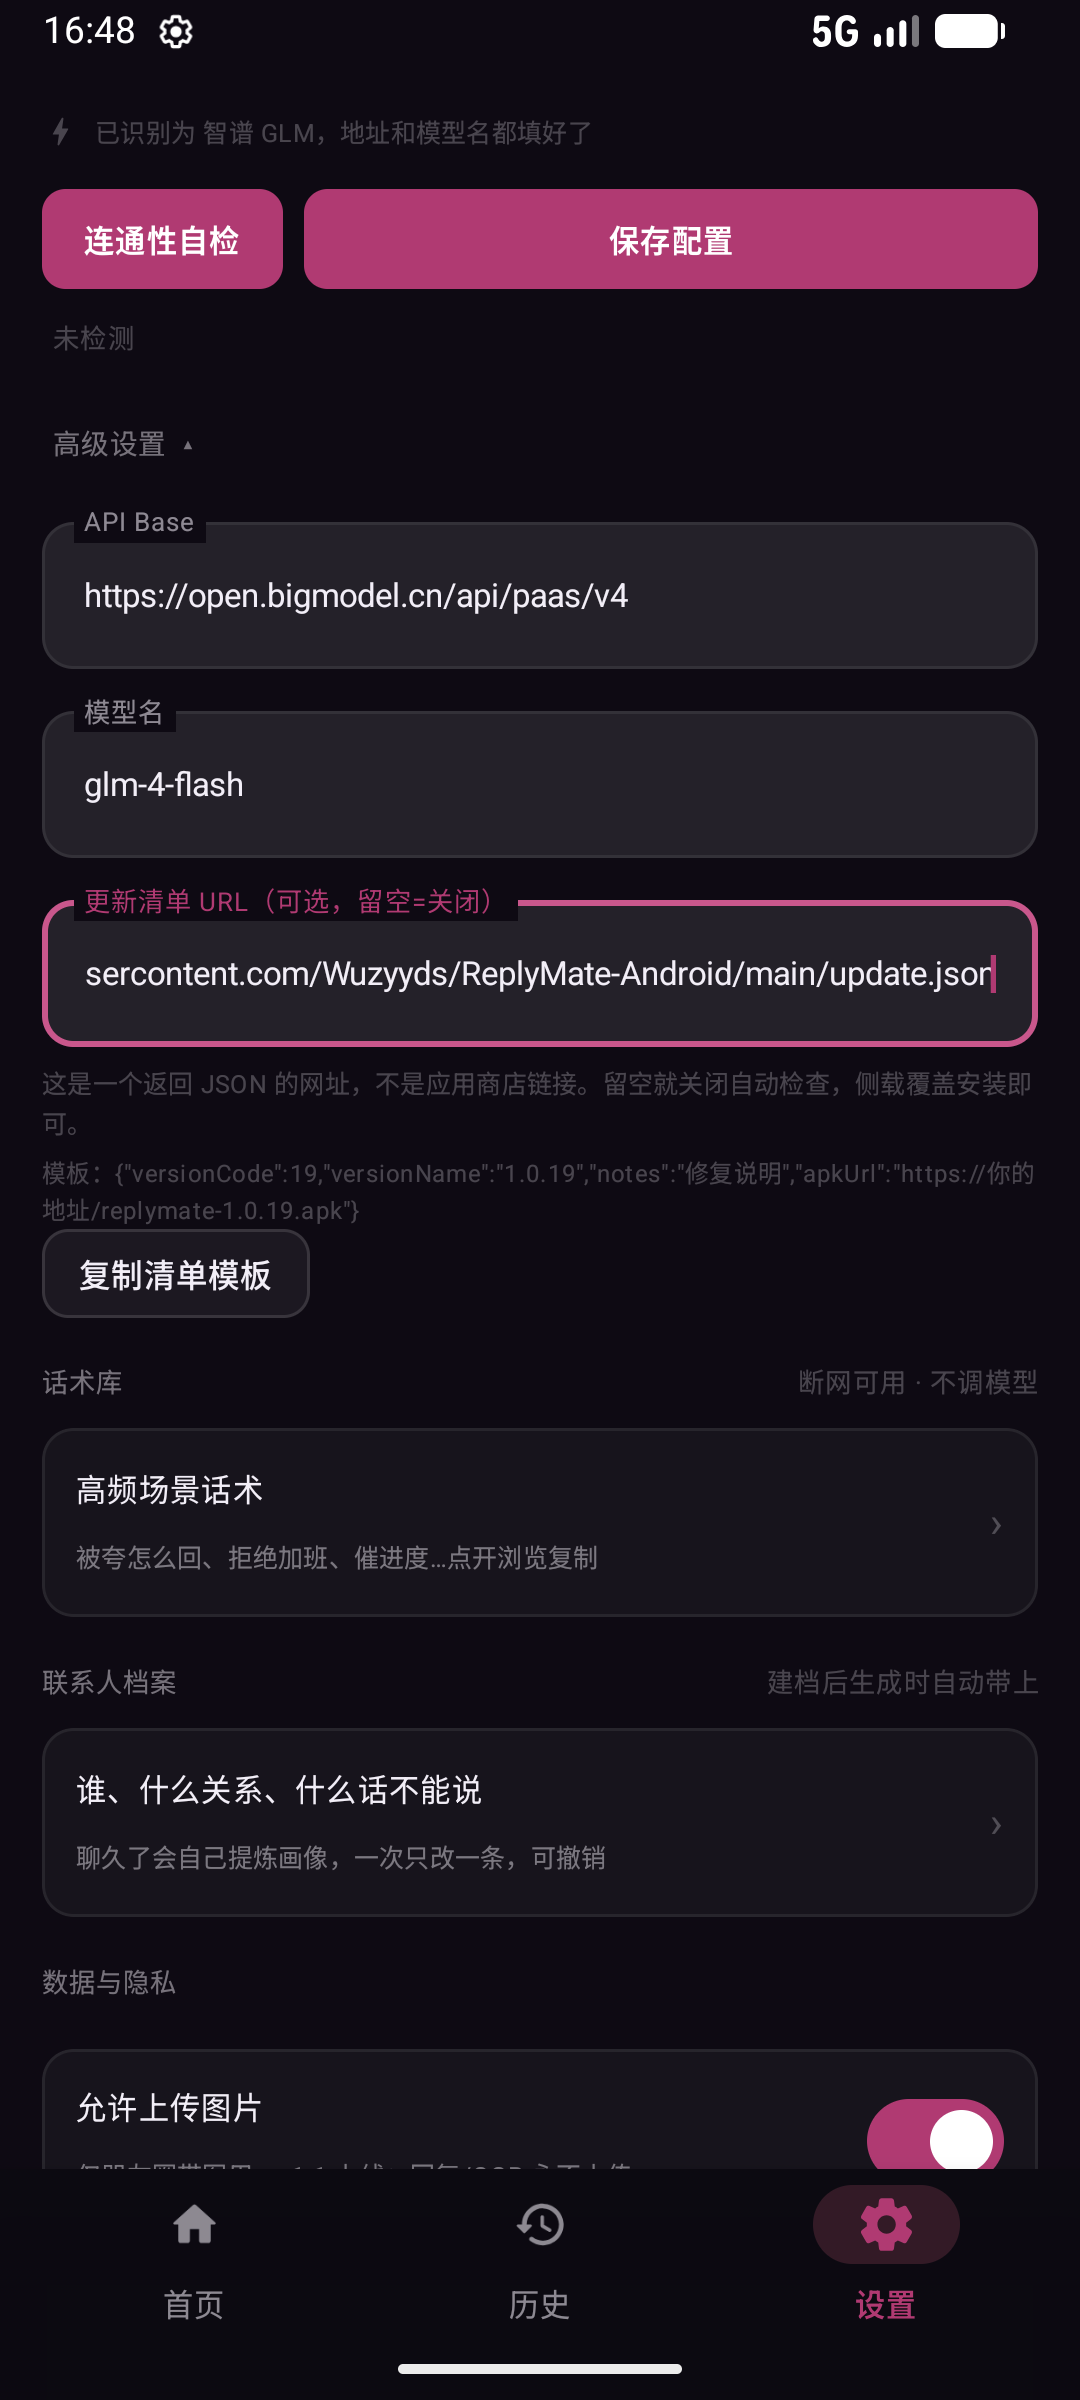 16:48
5G
已识别为 智谱 GLM，地址和模型名都填好了
连通性自检
保存配置
未检测
高级设置 ▴
API Base
https://open.bigmodel.cn/api/paas/v4
模型名
glm-4-flash
更新清单 URL（可选，留空=关闭）
sercontent.com/Wuzyyds/ReplyMate-Android/main/update.json
这是一个返回 JSON 的网址，不是应用商店链接。留空就关闭自动检查，侧载覆盖安装即
可。
模板：{"versionCode":19,"versionName":"1.0.19","notes":"修复说明","apkUrl":"https://你的
地址/replymate-1.0.19.apk"}
复制清单模板
话术库
断网可用 · 不调模型
高频场景话术
被夸怎么回、拒绝加班、催进度…点开浏览复制
›
联系人档案
建档后生成时自动带上
谁、什么关系、什么话不能说
聊久了会自己提炼画像，一次只改一条，可撤销
›
数据与隐私
允许上传图片
首页
历史
设置